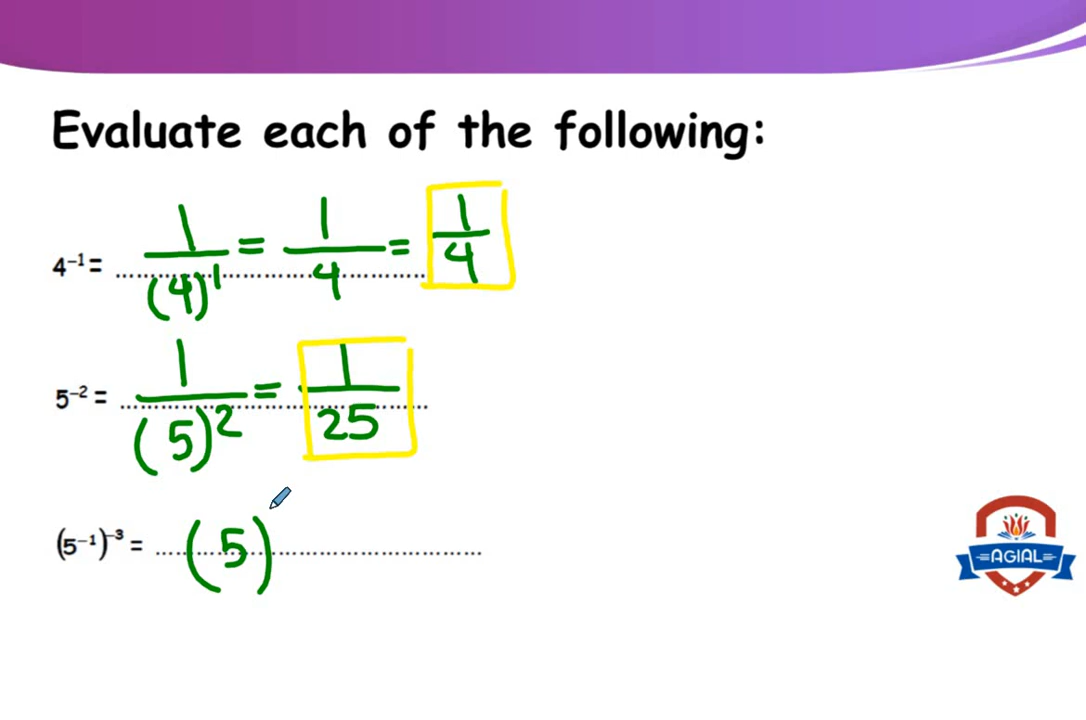 Evaluate each of the following:
4⁻¹ = 1/(4)¹ = 1/4 = 1/4
5⁻² = 1/(5)² = 1/25
(5⁻¹)⁻³ = (5)
AGIAL